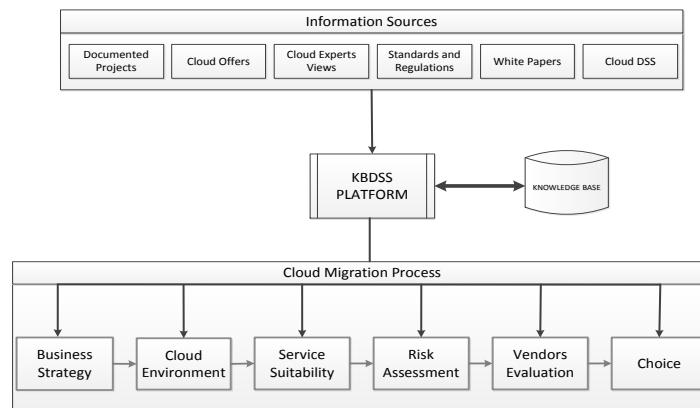 Information Sources
Documented
Projects
Cloud Offers
Cloud Experts
Views
Standards and
Regulations
White Papers
Cloud DSS
KBDSS
PLATFORM
KNOWLEDGE BASE
Cloud Migration Process
Business
Strategy
Cloud
Environment
Service
Suitability
Risk
Assessment
Vendors
Evaluation
Choice